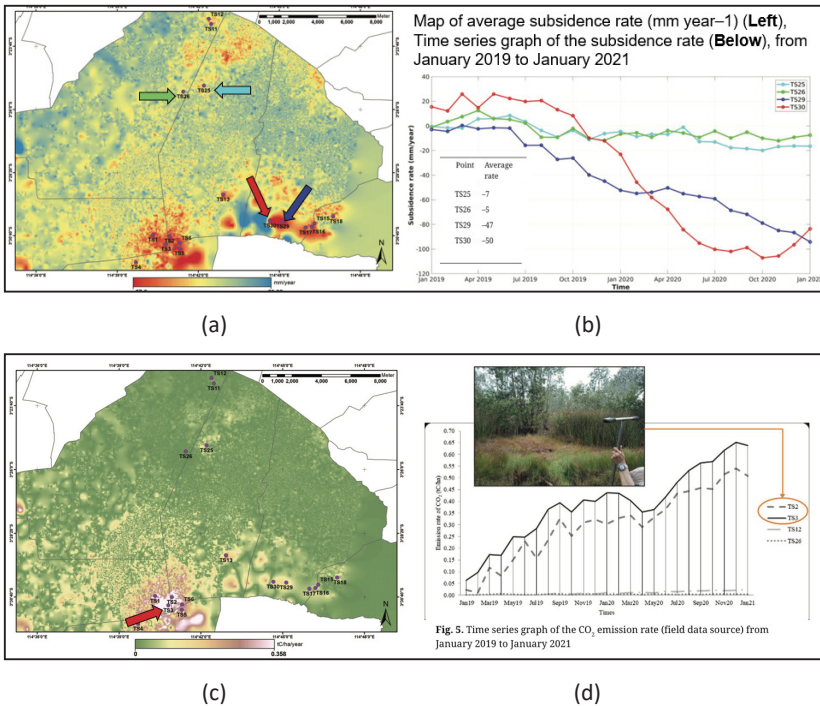 Meter
0 1,000 2,000 4,000 6,000 8,000
TS12
TS11
TS25
TS26
TS13
TS30
TS29
TS15
TS18
TS17
TS16
TS1
TS2
TS6
TS3
TS5
TS4
N
mm/year
(a)
Map of average subsidence rate (mm year–1) (Left),
Time series graph of the subsidence rate (Below), from
January 2019 to January 2021
Subsidence rate (mm/year)
40
20
0
-20
-40
-60
-80
-100
-120
TS25
TS26
TS29
TS30
Point Average rate
TS25 –7
TS26 –5
TS29 –47
TS30 –50
Jan 2019 Apr 2019 Jul 2019 Oct 2019 Jan 2020 Apr 2020 Jul 2020 Oct 2020 Jan 2021
Time
(b)
Meter
0 1,000 2,000 4,000 6,000 8,000
TS12
TS11
TS25
TS26
TS13
TS30
TS29
TS15
TS18
TS17
TS16
TS1
TS2
TS6
TS3
TS5
TS4
N
tC/ha/year
0 0.358
(c)
Emission rate of CO2 (tC/ha)
0.70
0.65
0.60
0.55
0.50
0.45
0.40
0.35
0.30
0.25
0.20
0.15
0.10
0.05
0.00
TS2
TS3
TS12
TS26
Jan19 Mar19 May19 Jul19 Sep19 Nov19 Jan20 Mar20 May20 Jul20 Sep20 Nov20 Jan21
Times
Fig. 5. Time series graph of the CO2 emission rate (field data source) from
January 2019 to January 2021
(d)